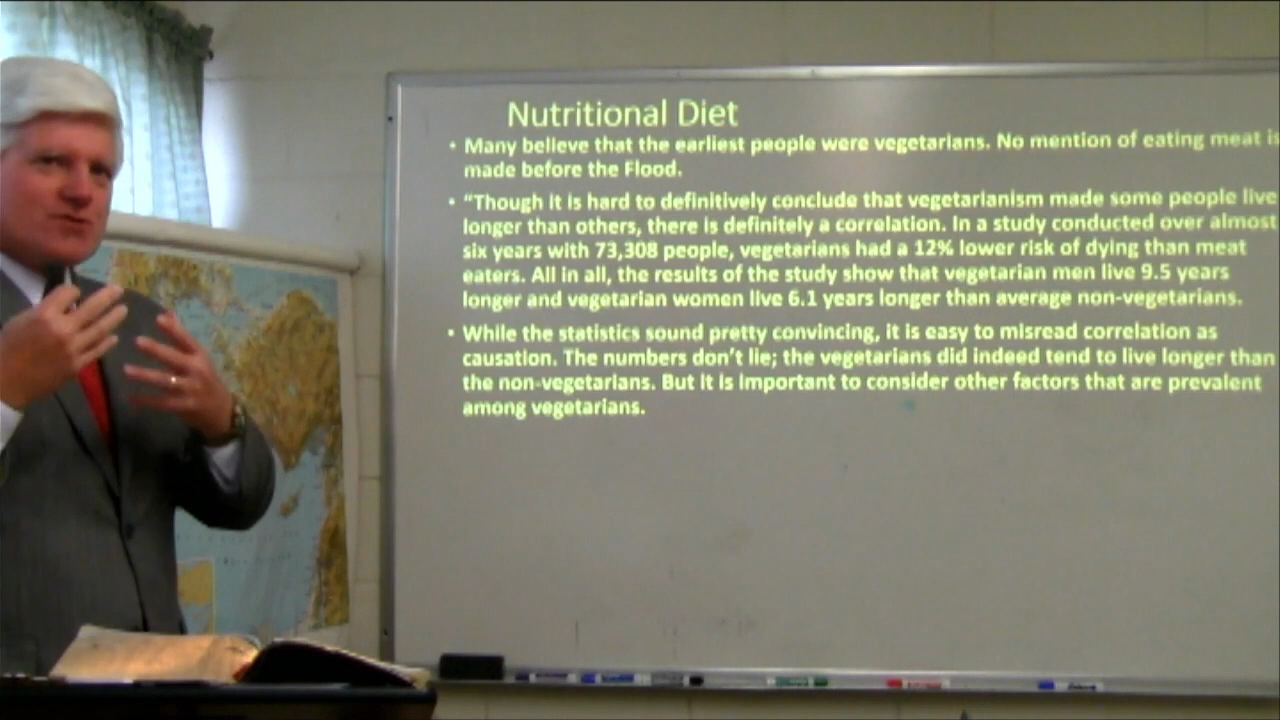 Nutritional Diet
• Many believe that the earliest people were vegetarians. No mention of eating meat is
made before the Flood.
• “Though it is hard to definitively conclude that vegetarianism made some people live
longer than others, there is definitely a correlation. In a study conducted over almost
six years with 73,308 people, vegetarians had a 12% lower risk of dying than meat
eaters. All in all, the results of the study show that vegetarian men live 9.5 years
longer and vegetarian women live 6.1 years longer than average non-vegetarians.
• While the statistics sound pretty convincing, it is easy to misread correlation as
causation. The numbers don’t lie; the vegetarians did indeed tend to live longer than
the non-vegetarians. But it is important to consider other factors that are prevalent
among vegetarians.